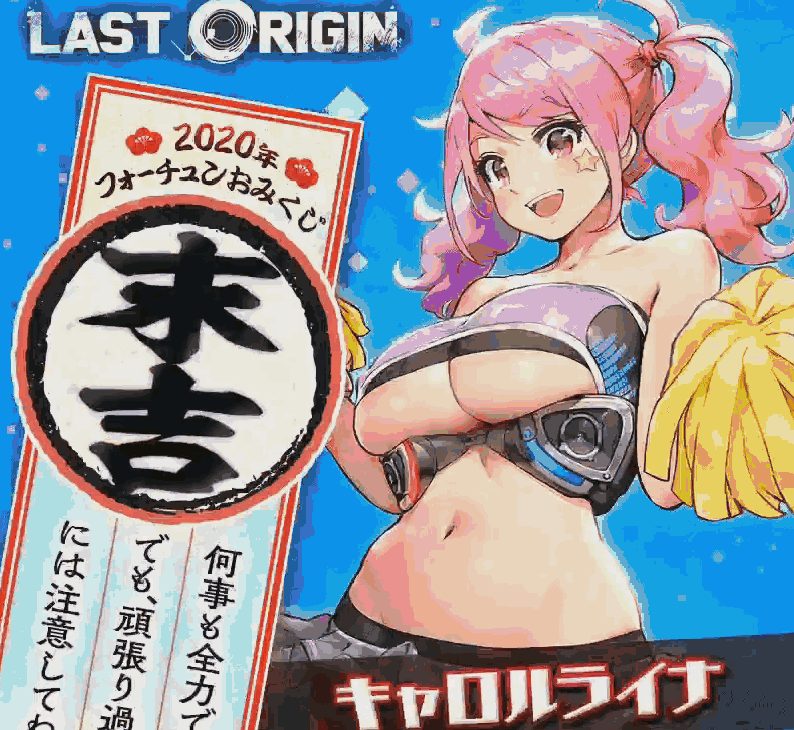 LAST ORIGIN
2020年
フォーチュンおみくじ
末吉
何事も全力で
でも、頑張り過
には注意してね
キャロルライナ